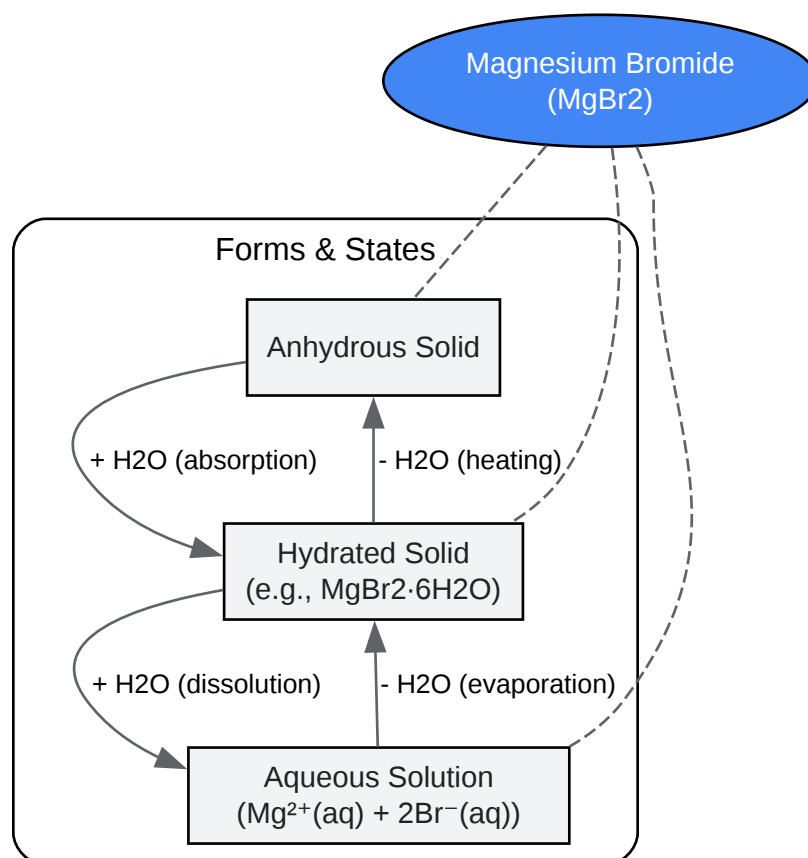 Magnesium Bromide
(MgBr2)
Forms & States
Anhydrous Solid
+ H2O (absorption)
- H2O (heating)
Hydrated Solid
(e.g., MgBr2·6H2O)
+ H2O (dissolution)
- H2O (evaporation)
Aqueous Solution
(Mg²⁺(aq) + 2Br⁻(aq))